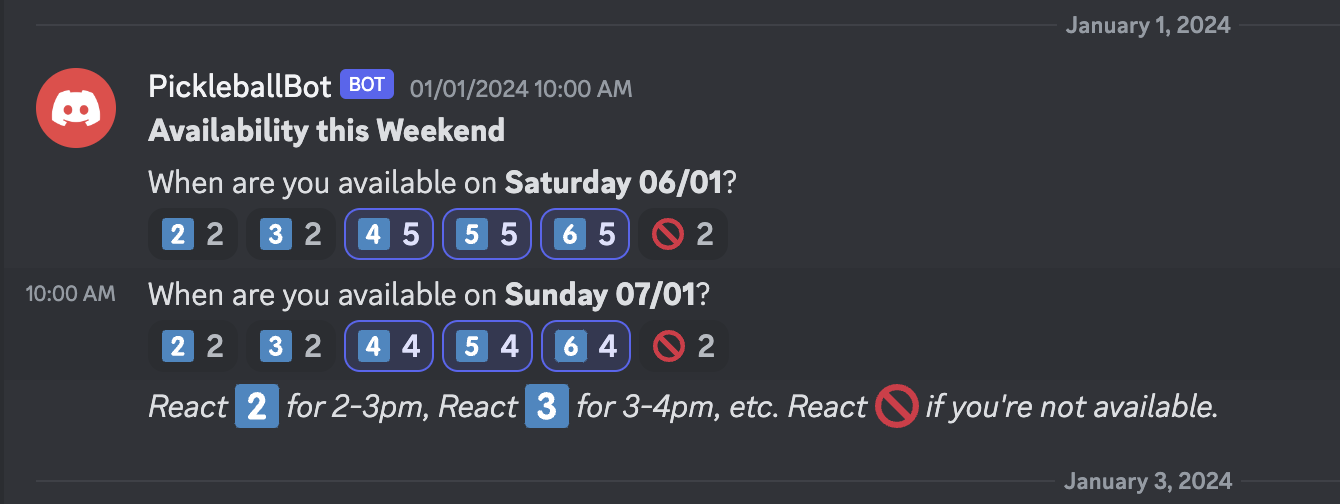 January 1, 2024
PickleballBot BOT 01/01/2024 10:00 AM
Availability this Weekend
When are you available on Saturday 06/01?
2 2 3 2 4 5 5 5 6 5 🚫 2
10:00 AM When are you available on Sunday 07/01?
2 2 3 2 4 4 5 4 6 4 🚫 2
React 2 for 2-3pm, React 3 for 3-4pm, etc. React 🚫 if you're not available.
January 3, 2024